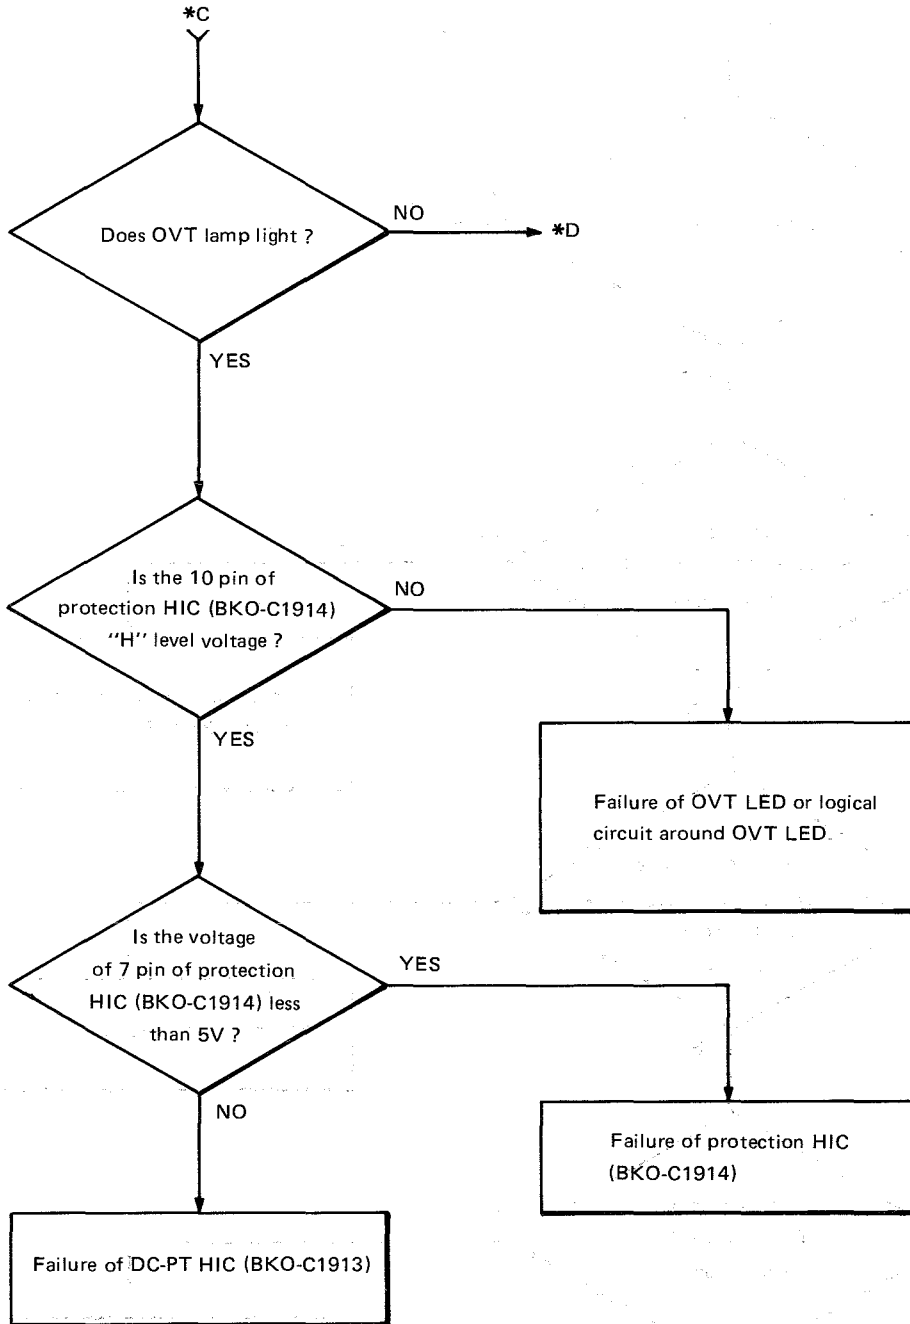 *C
Does OVT lamp light ?
NO
*D
YES
Is the 10 pin of
protection HIC (BKO-C1914)
"H" level voltage ?
NO
YES
Failure of OVT LED or logical
circuit around OVT LED.
Is the voltage
of 7 pin of protection
HIC (BKO-C1914) less
than 5V ?
YES
NO
Failure of protection HIC
(BKO-C1914)
Failure of DC-PT HIC (BKO-C1913)